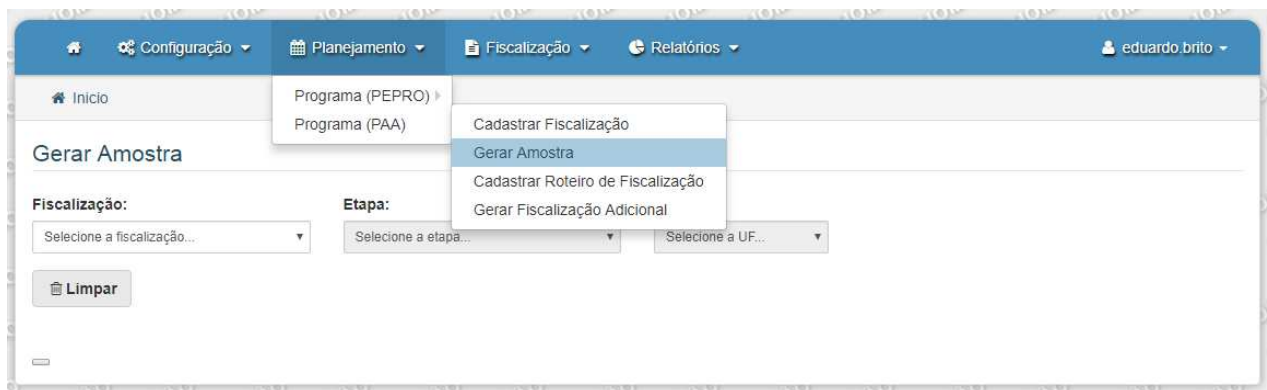 Configuração Planejamento Fiscalização Relatórios eduardo.brito
Inicio
Programa (PEPRO)
Programa (PAA)
Cadastrar Fiscalização
Gerar Amostra
Cadastrar Roteiro de Fiscalização
Gerar Fiscalização Adicional
Gerar Amostra
Fiscalização: Etapa:
Selecione a fiscalização... Selecione a etapa... Selecione a UF...
Limpar